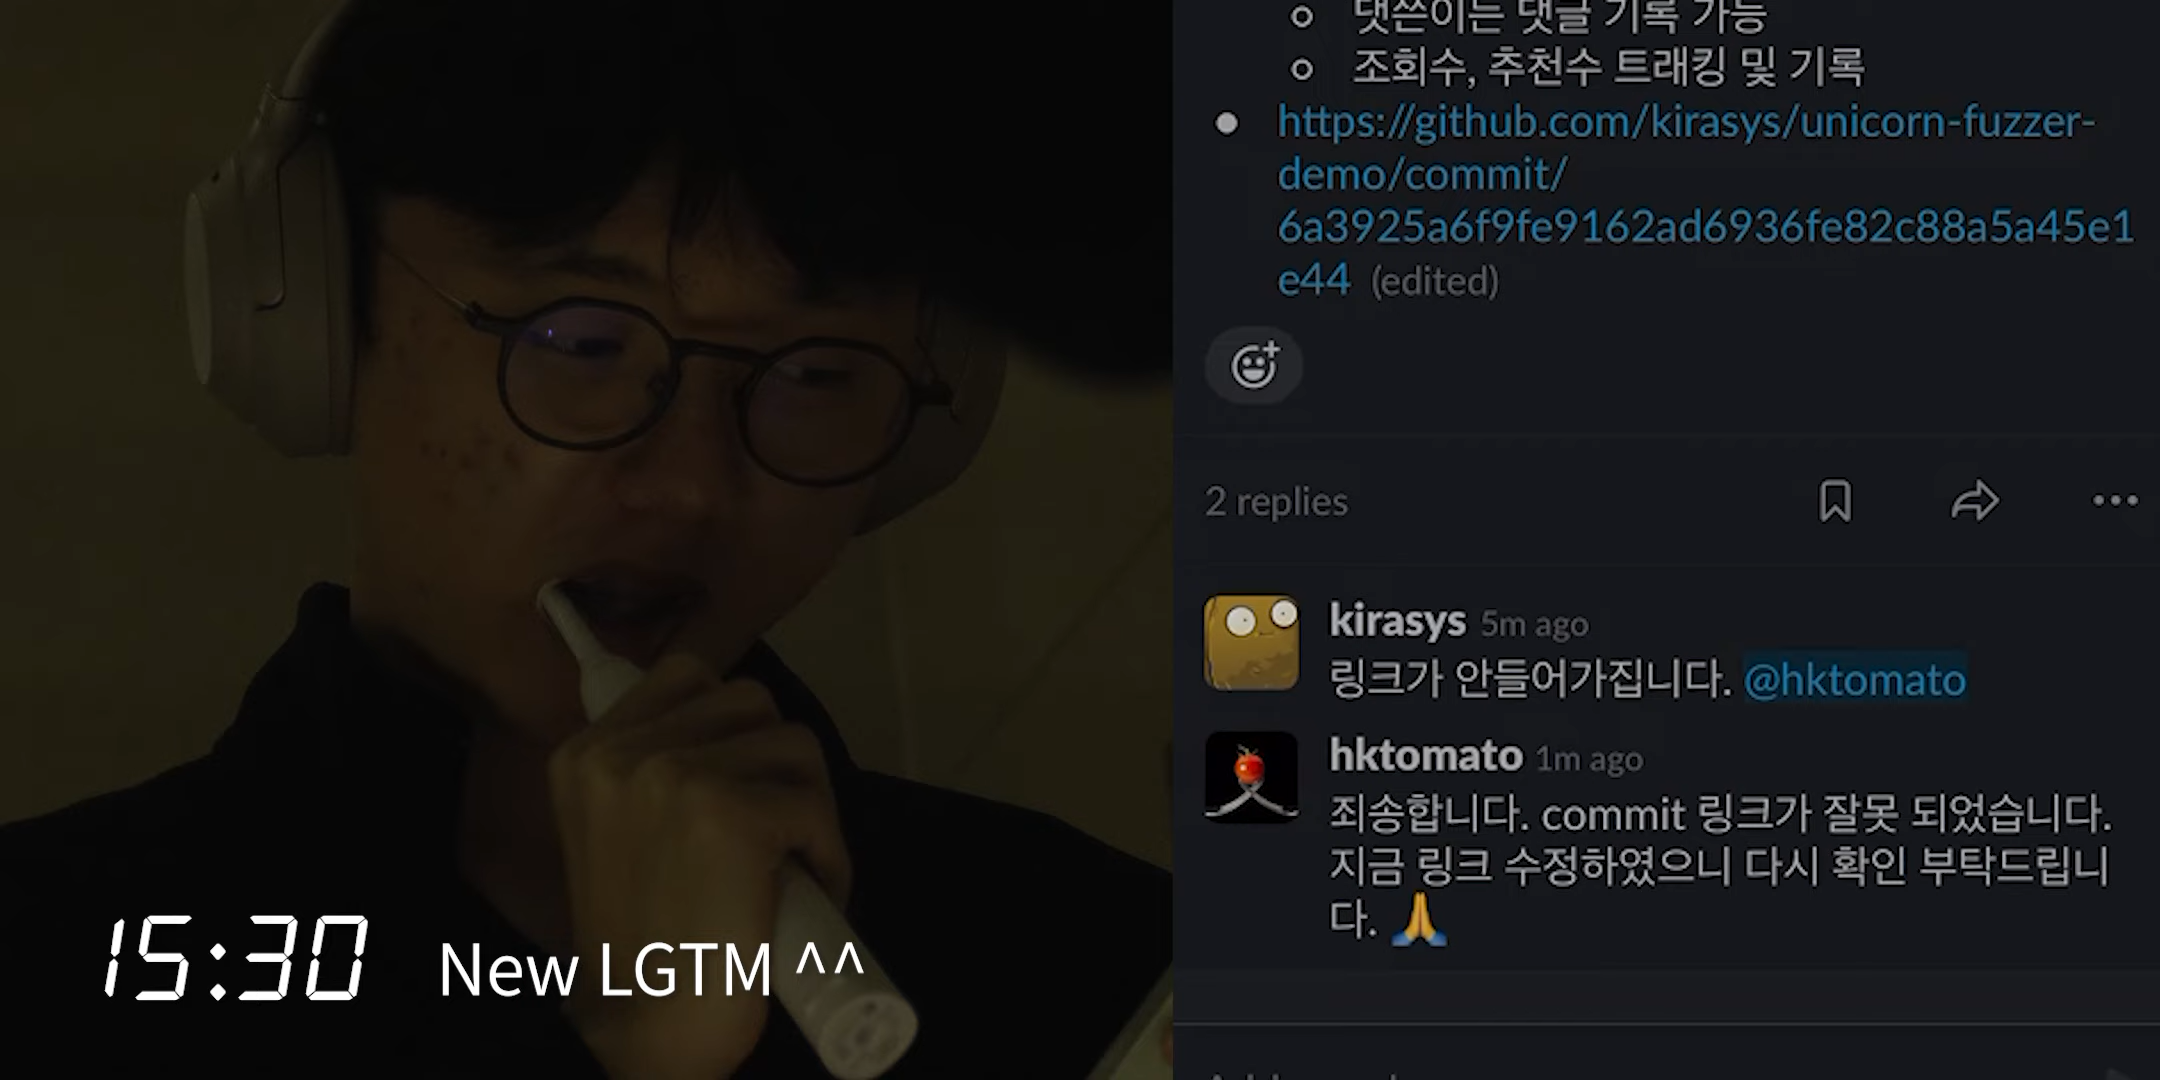 댓쓴이는 댓글 기록 가능
조회수, 추천수 트래킹 및 기록
https://github.com/kirasys/unicorn-fuzzer-
demo/commit/
6a3925a6f9fe9162ad6936fe82c88a5a45e1
e44 (edited)
2 replies
kirasys 5m ago
링크가 안들어가집니다. @hktomato
hktomato 1m ago
죄송합니다. commit 링크가 잘못 되었습니다.
지금 링크 수정하였으니 다시 확인 부탁드립니
다. 🙏
15:30 New LGTM ^^